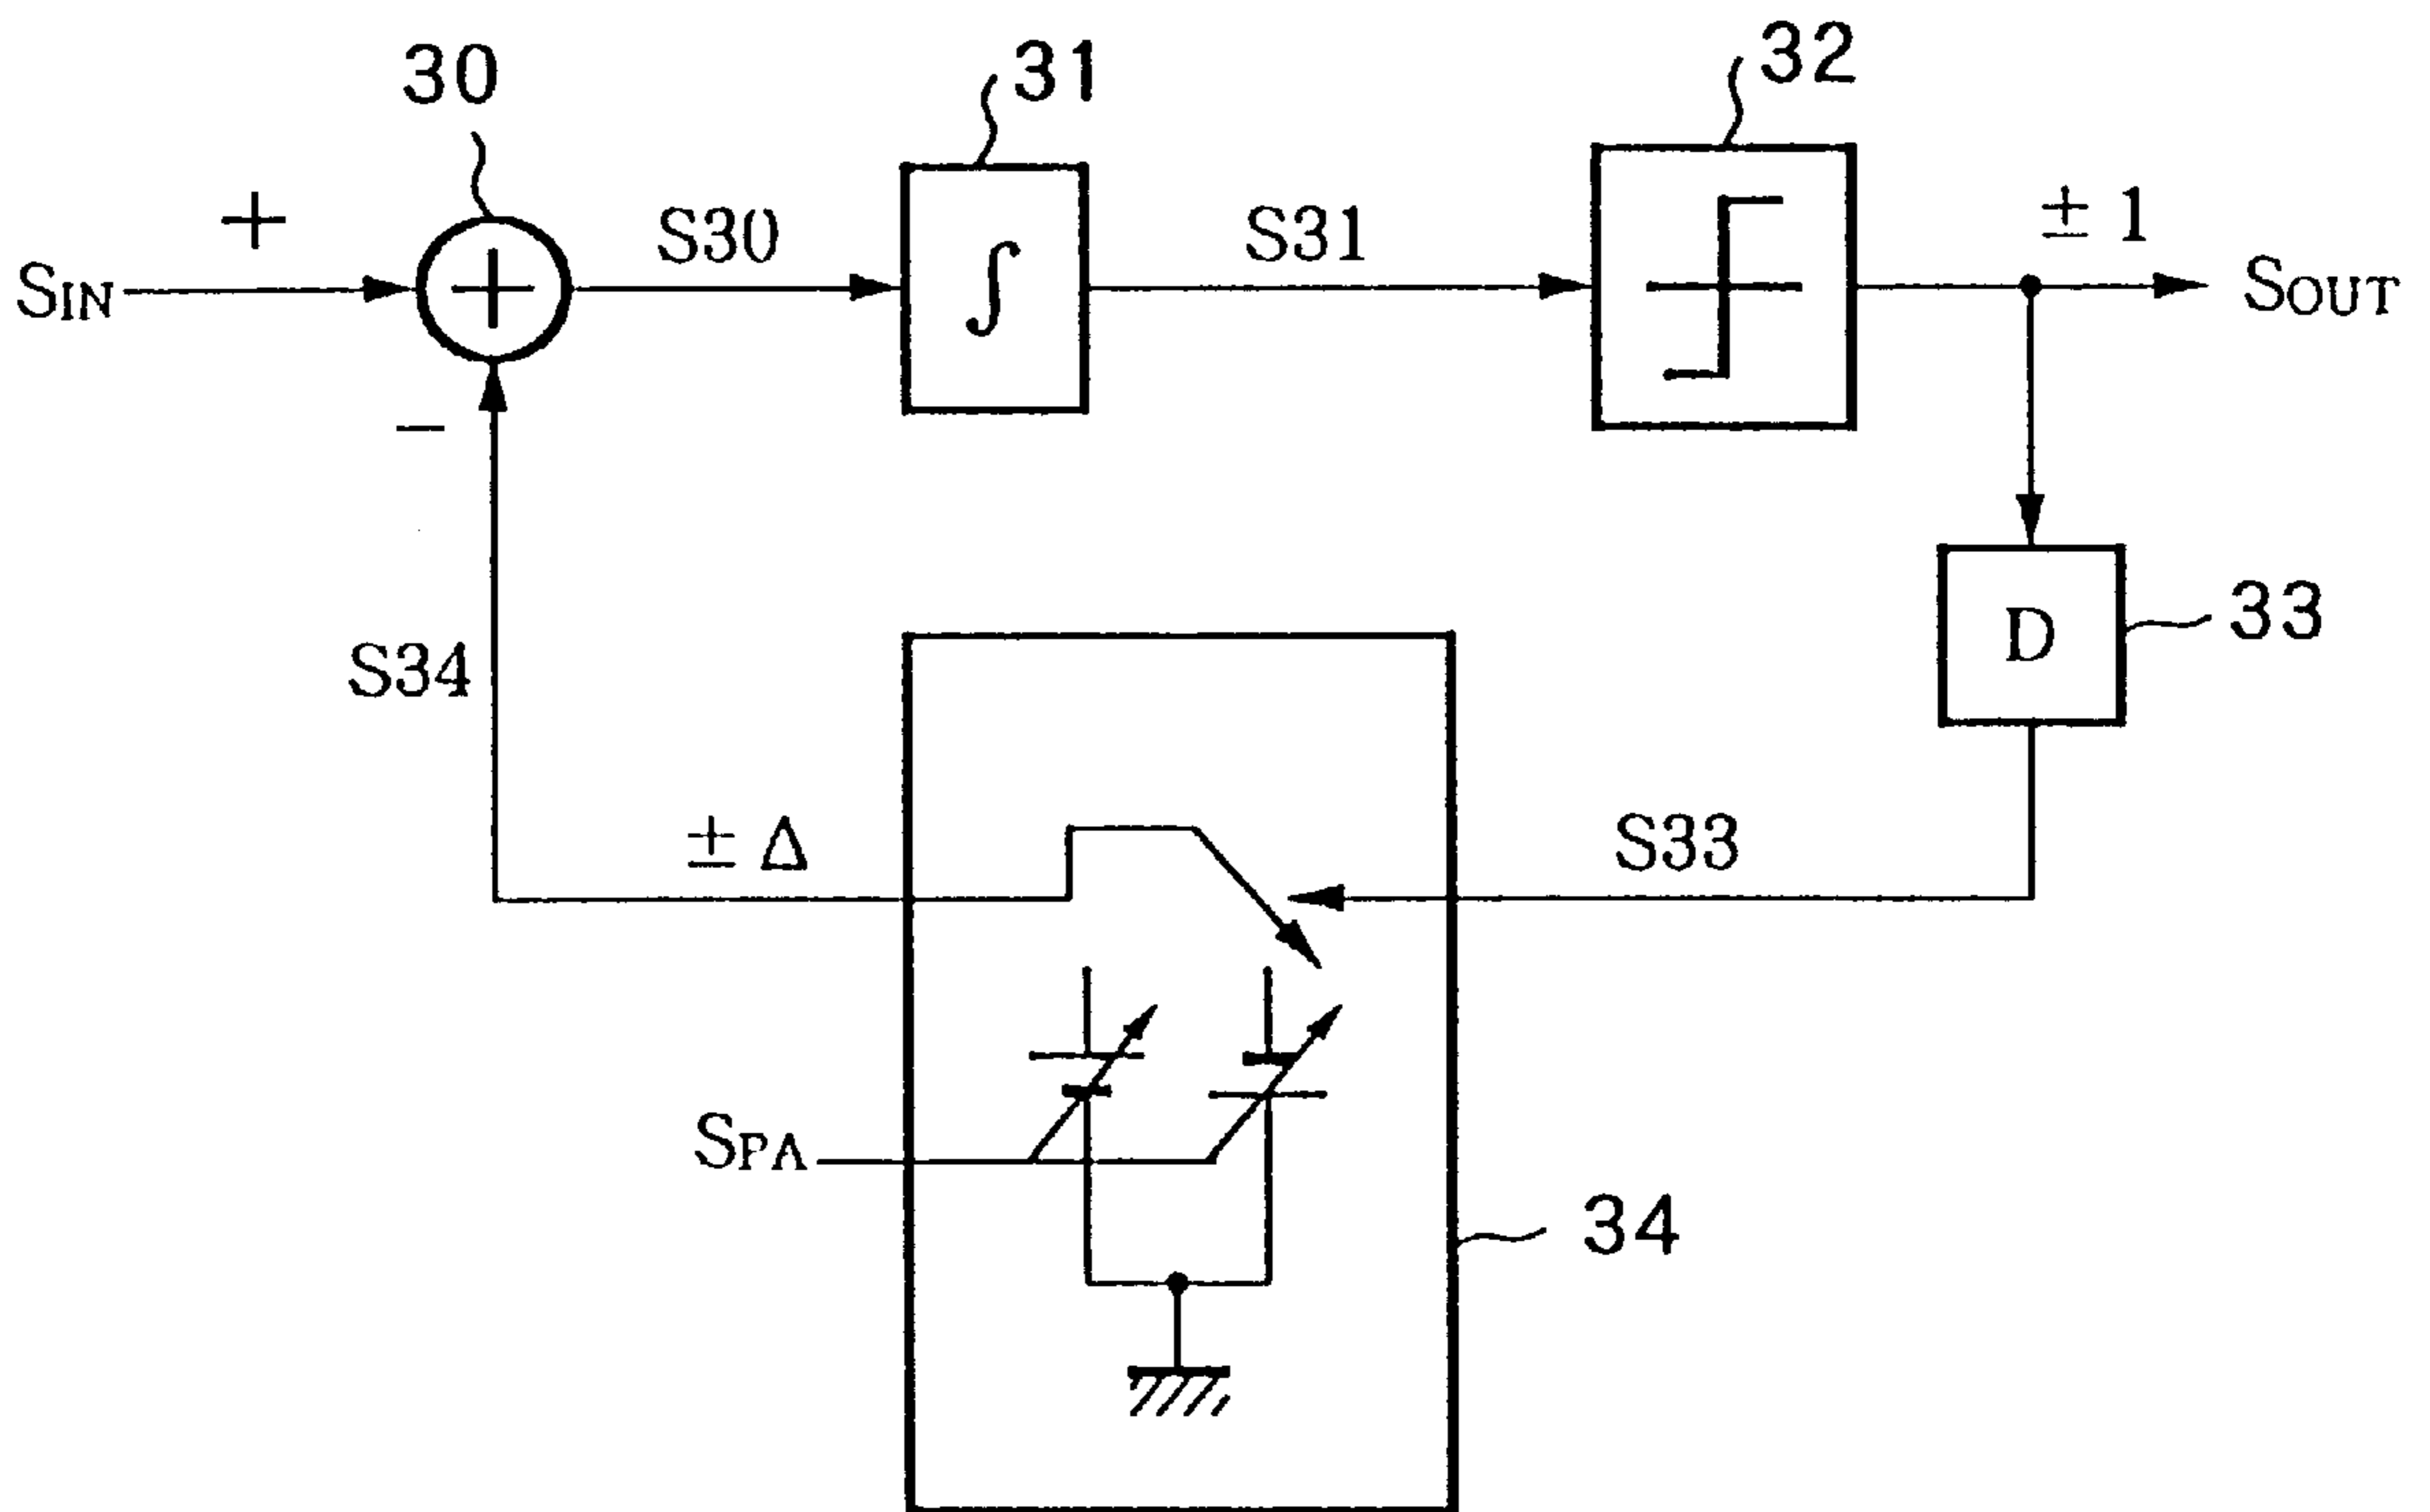 30
31
32
+
S30
S31
± 1
SIN
+
∫
SOUT
−
D
33
S34
± Δ
S33
SPA
34